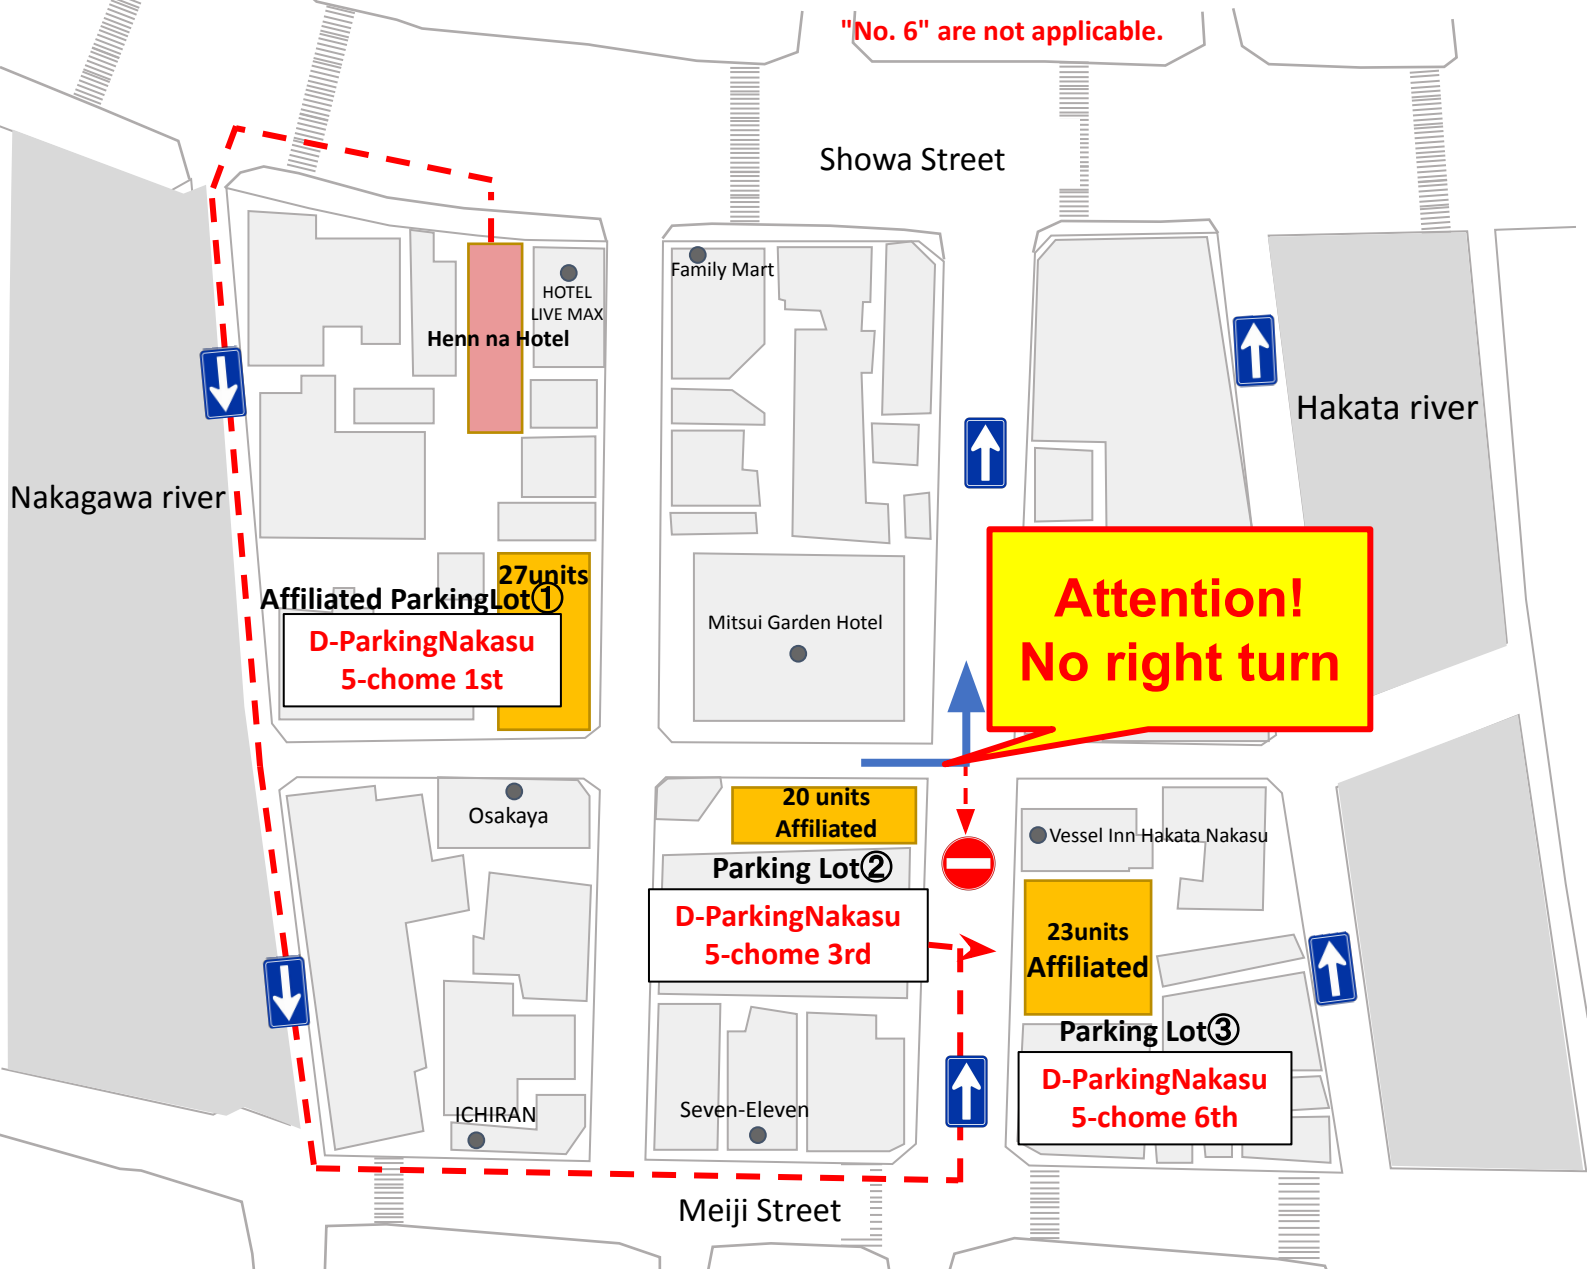 "No. 6" are not applicable.
Showa Street
Family Mart
HOTEL
LIVE MAX
Henn na Hotel
Hakata river
Nakagawa river
Attention!
No right turn
27units
Affiliated ParkingLot①
D-ParkingNakasu
5-chome 1st
Mitsui Garden Hotel
Osakaya
20 units
Affiliated
Parking Lot②
D-ParkingNakasu
5-chome 3rd
Vessel Inn Hakata Nakasu
23units
Affiliated
Parking Lot③
D-ParkingNakasu
5-chome 6th
ICHIRAN
Seven-Eleven
Meiji Street